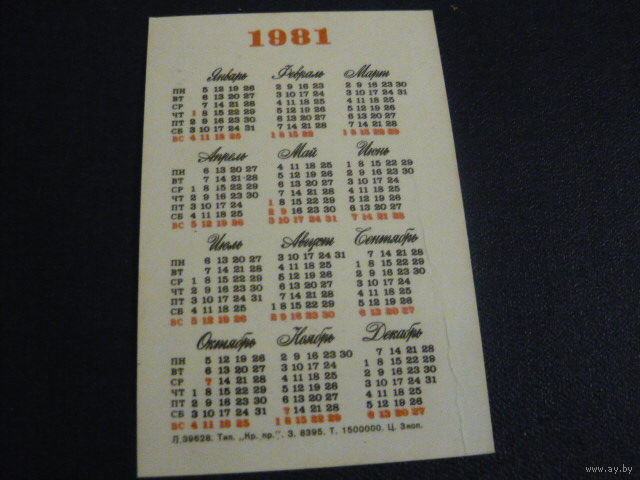 1981
Январь Февраль Март
ПН 5 12 19 26 2 9 16 23 2 9 16 23 30
ВТ 6 13 20 27 3 10 17 24 3 10 17 24 31
СР 7 14 21 28 4 11 18 25 4 11 18 25
ЧТ 1 8 15 22 29 5 12 19 26 5 12 19 26
ПТ 2 9 16 23 30 6 13 20 27 6 13 20 27
СБ 3 10 17 24 31 7 14 21 28 7 14 21 28
ВС 4 11 18 25 1 8 15 22 1 8 15 22 29
Апрель Май Июнь
ПН 6 13 20 27 4 11 18 25 1 8 15 22 29
ВТ 7 14 21 28 5 12 19 26 2 9 16 23 30
СР 1 8 15 22 29 6 13 20 27 3 10 17 24
ЧТ 2 9 16 23 30 7 14 21 28 4 11 18 25
ПТ 3 10 17 24 1 8 15 22 29 5 12 19 26
СБ 4 11 18 25 2 9 16 23 30 6 13 20 27
ВС 5 12 19 26 3 10 17 24 31 7 14 21 28
Июль Август Сентябрь
ПН 6 13 20 27 3 10 17 24 31 7 14 21 28
ВТ 7 14 21 28 4 11 18 25 1 8 15 22 29
СР 1 8 15 22 29 5 12 19 26 2 9 16 23 30
ЧТ 2 9 16 23 30 6 13 20 27 3 10 17 24
ПТ 3 10 17 24 31 7 14 21 28 4 11 18 25
СБ 4 11 18 25 1 8 15 22 29 5 12 19 26
ВС 5 12 19 26 2 9 16 23 30 6 13 20 27
Октябрь Ноябрь Декабрь
ПН 5 12 19 26 2 9 16 23 30 7 14 21 28
ВТ 6 13 20 27 3 10 17 24 1 8 15 22 29
СР 7 14 21 28 4 11 18 25 2 9 16 23 30
ЧТ 1 8 15 22 29 5 12 19 26 3 10 17 24 31
ПТ 2 9 16 23 30 6 13 20 27 4 11 18 25
СБ 3 10 17 24 31 7 14 21 28 5 12 19 26
ВС 4 11 18 25 1 8 15 22 29 6 13 20 27
Л 39628. Тип. „Кр. пр.". З. 8395. Т. 1500000. Ц. 3коп.
www.ay.by